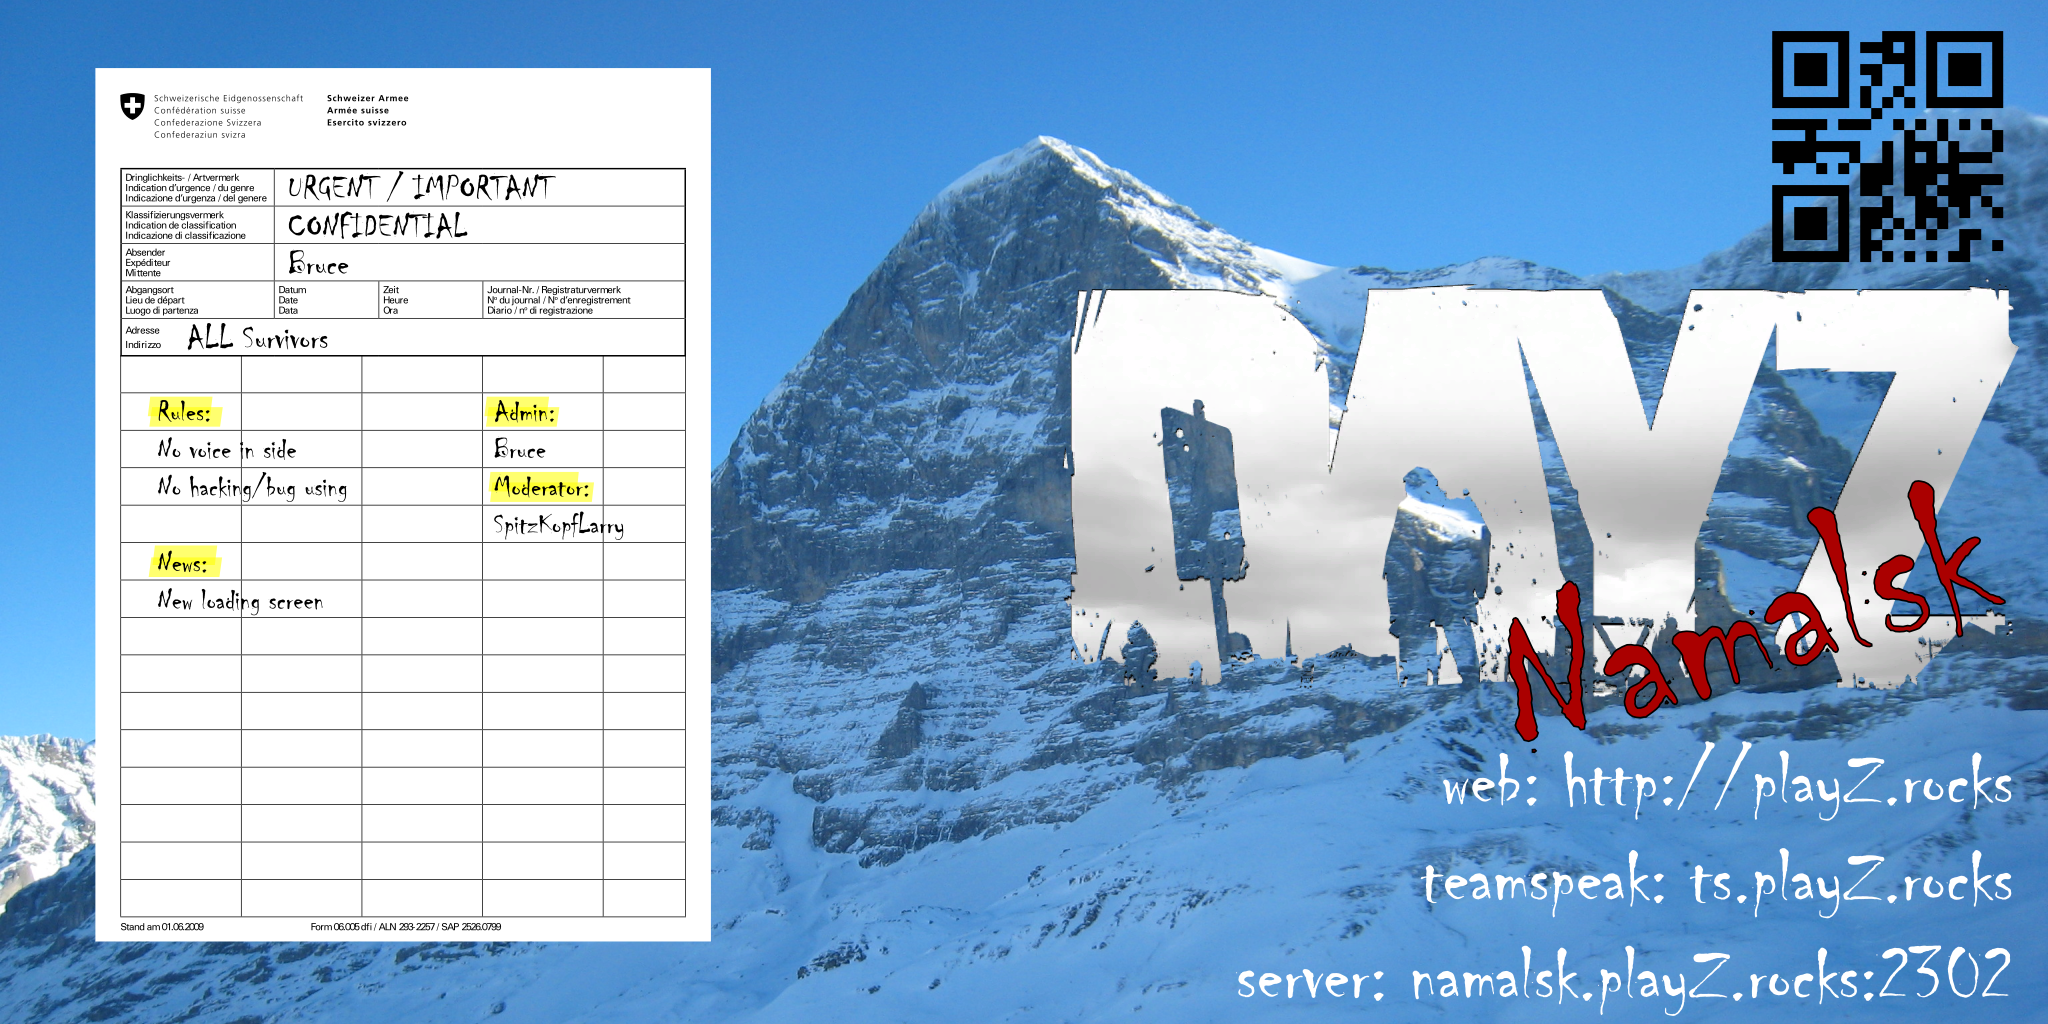 Schweizerische Eidgenossenschaft
Confédération suisse
Confederazione Svizzera
Confederaziun svizra
Schweizer Armee
Armée suisse
Esercito svizzero
Dringlichkeits- / Artvermerk
Indication d'urgence / du genre
Indicazione d'urgenza / del genere
URGENT / IMPORTANT
Klassifizierungsvermerk
Indication de classification
Indicazione di classificazione
CONFIDENTIAL
Absender
Expéditeur
Mittente
Bruce
Abgangsort
Lieu de départ
Luogo di partenza
Datum
Date
Data
Zeit
Heure
Ora
Journal-Nr. / Registraturvermerk
Nº du journal / Nº d'enregistrement
Diario / nº di registrazione
Adresse
Indirizzo
ALL Survivors
Rules:
No voice in side
No hacking/bug using
News:
New loading screen
Admin:
Bruce
Moderator:
SpitzKopfLarry
Stand am 01.06.2009
Form 06.005 dfi / ALN 293-2257 / SAP 2526.0799
DAYZ
Namalsk
web: http://playZ.rocks
teamspeak: ts.playZ.rocks
server: namalsk.playZ.rocks:2302